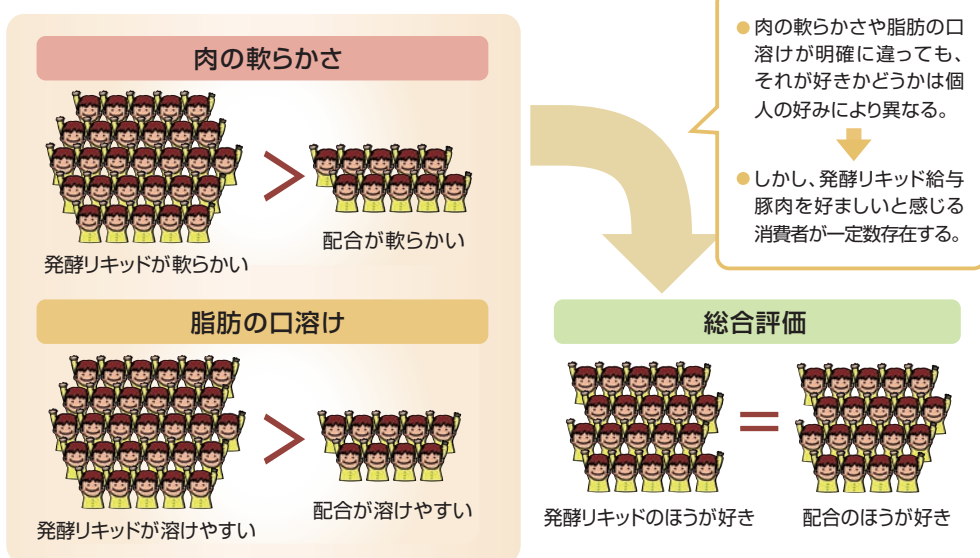 肉の軟らかさ
＞
発酵リキッドが軟らかい
配合が軟らかい
脂肪の口溶け
＞
発酵リキッドが溶けやすい
配合が溶けやすい
● 肉の軟らかさや脂肪の口
溶けが明確に違っても、
それが好きかどうかは個
人の好みにより異なる。
● しかし、発酵リキッド給与
豚肉を好ましいと感じる
消費者が一定数存在する。
総合評価
＝
発酵リキッドのほうが好き
配合のほうが好き